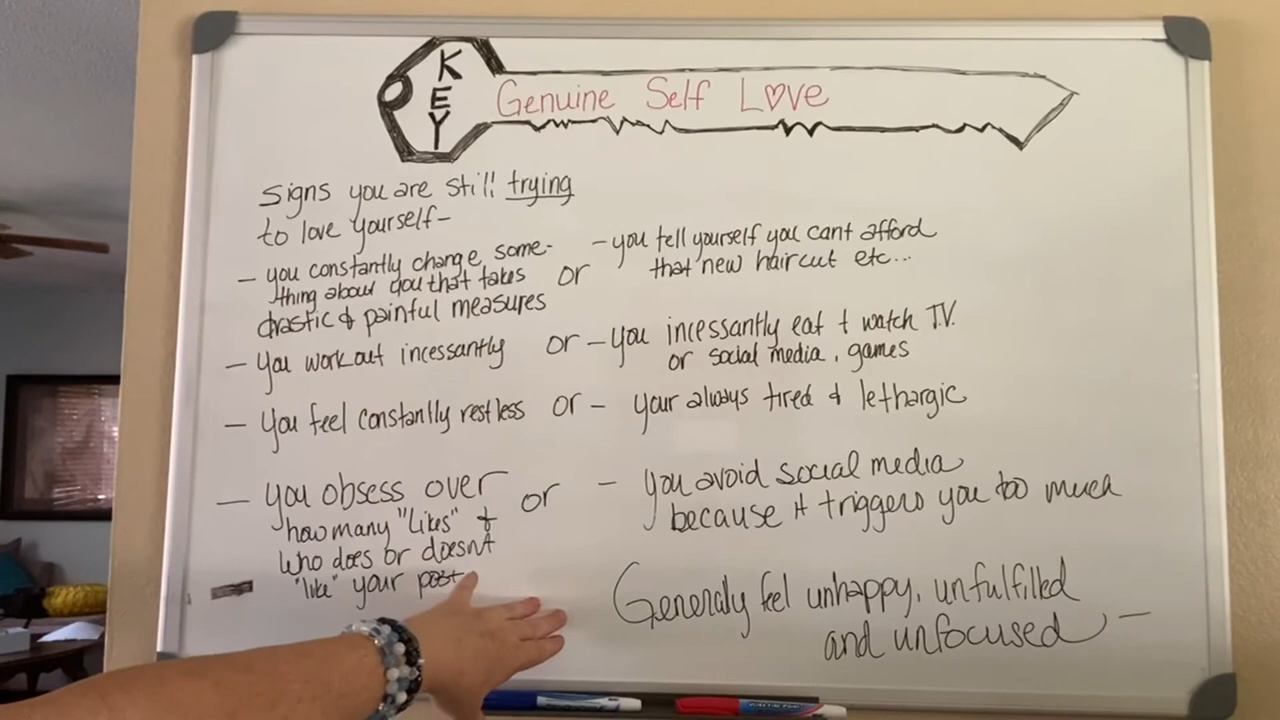 KEY
Genuine Self L♡ve
Signs you are still trying
to love yourself-
- you constantly change some-
thing about you that takes
drastic & painful measures
or
- you tell yourself you cant afford
that new haircut etc...
- You workout incessantly
or
- you incessantly eat + watch T.V.
or social media, games
- You feel constantly restless
or
- your always tired & lethargic
- you obsess over
how many "likes" &
who does or doesnt
"like" your post
or
- you avoid social media
because it triggers you too much
Generally feel unhappy, unfulfilled
and unfocused -